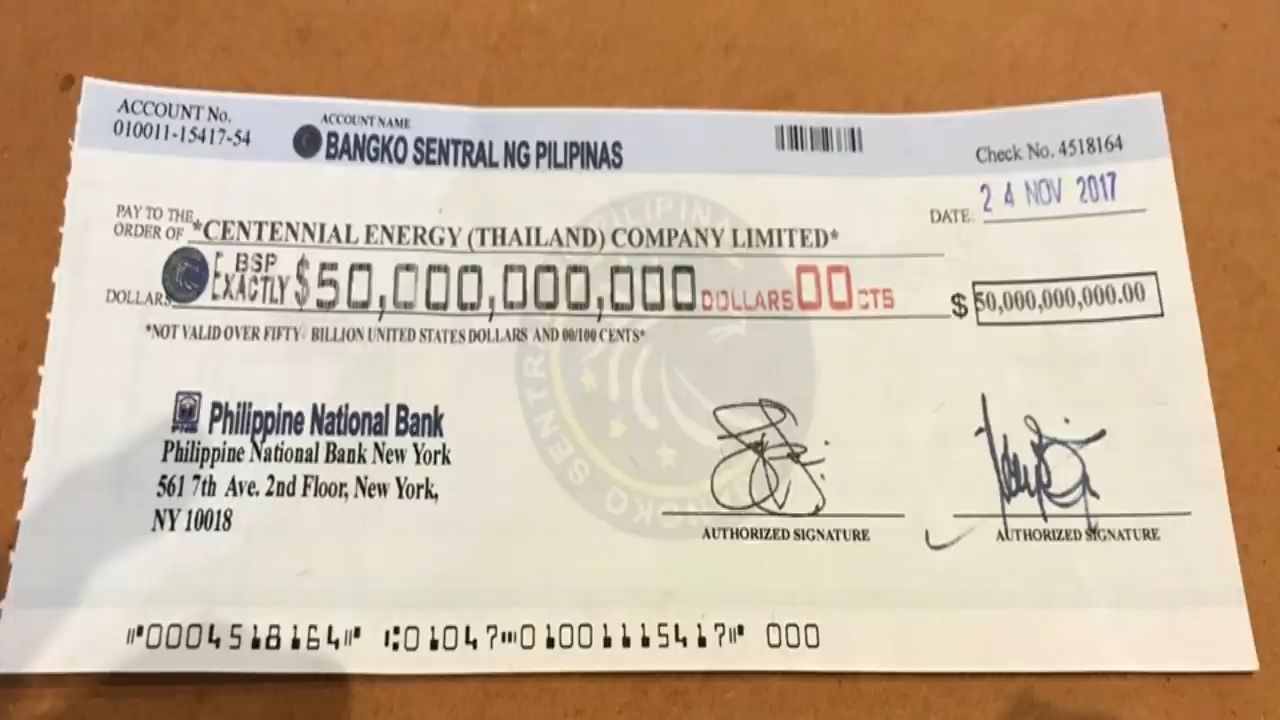 ACCOUNT No.
010011-15417-54
ACCOUNT NAME
BANGKO SENTRAL NG PILIPINAS
Check No. 4518164
DATE: 24 NOV 2017
PAY TO THE
ORDER OF *CENTENNIAL ENERGY (THAILAND) COMPANY LIMITED*
DOLLARS BSP EXACTLY $50,000,000,000 DOLLARS 00 CTS
$ 50,000,000,000.00
*NOT VALID OVER FIFTY- BILLION UNITED STATES DOLLARS AND 00/100 CENTS*
PNB Philippine National Bank
Philippine National Bank New York
561 7th Ave. 2nd Floor, New York,
NY 10018
AUTHORIZED SIGNATURE
AUTHORIZED SIGNATURE
⑈0004518164⑈ ⑆01047⑉01001115417⑈ 000